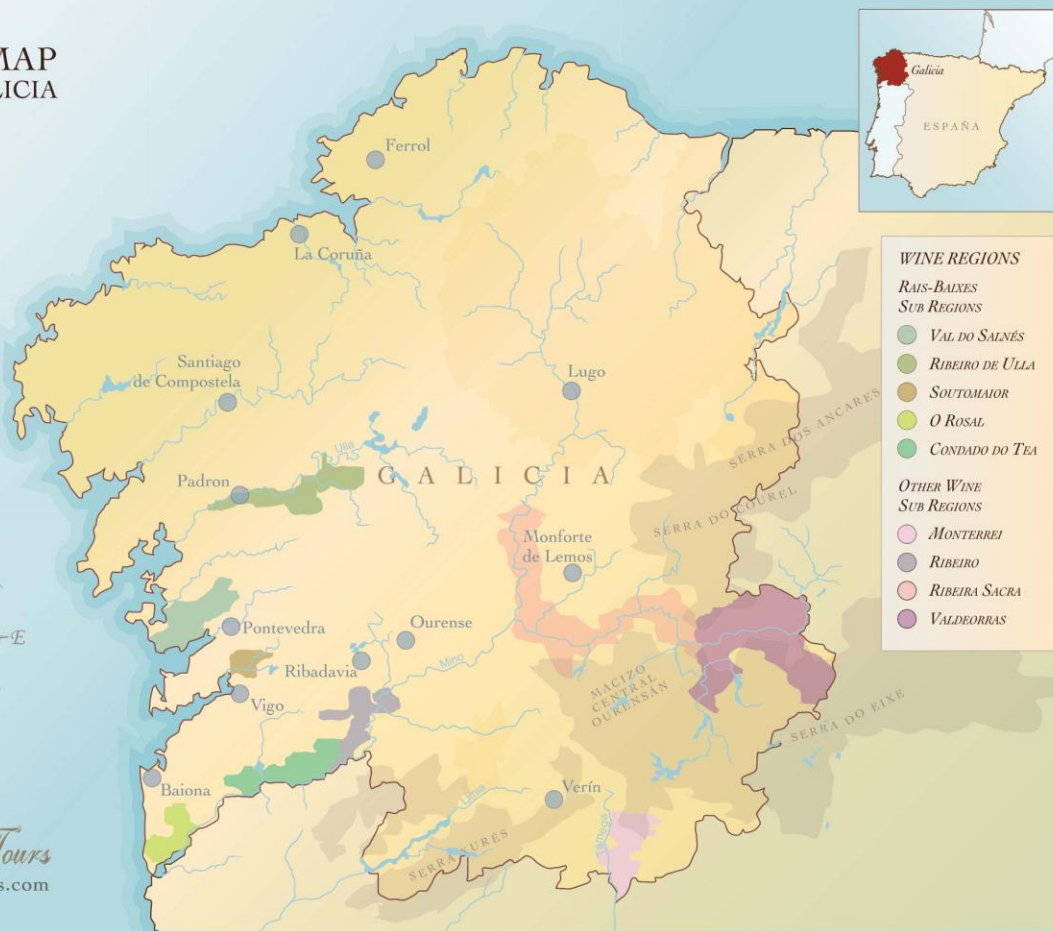 MAP
LICIA
Galicia
ESPAÑA
Ferrol
La Coruña
Santiago
de Compostela
Lugo
Ulla
Padron
GALICIA
SERRA DOS ANCARES
SERRA DO COUREL
Monforte
de Lemos
Pontevedra
Ourense
Ribadavia
Mino
Vigo
MACIZO
CENTRAL
OURENSÁN
SERRA DO EIXE
Baiona
Verín
Limia
Tamega
SERRA XURÉS
E
Tours
s.com
WINE REGIONS
RAIS-BAIXES
SUB REGIONS
VAL DO SALNÉS
RIBEIRO DE ULLA
SOUTOMAIOR
O ROSAL
CONDADO DO TEA
OTHER WINE
SUB REGIONS
MONTERREI
RIBEIRO
RIBEIRA SACRA
VALDEORRAS